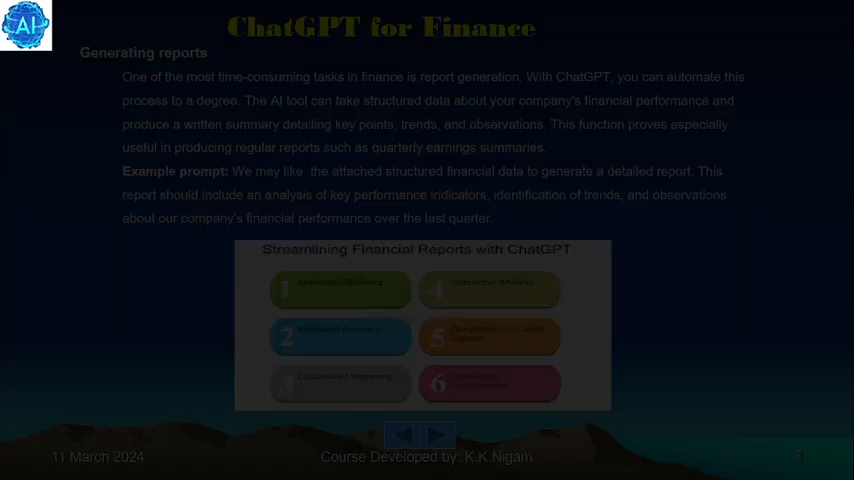 AI
ChatGPT for Finance
Generating reports
One of the most time-consuming tasks in finance is report generation. With ChatGPT, you can automate this
process to a degree. The AI tool can take structured data about your company's financial performance and
produce a written summary detailing key points, trends, and observations. This function proves especially
useful in producing regular reports such as quarterly earnings summaries.
Example prompt: We may like  the attached structured financial data to generate a detailed report. This
report should include an analysis of key performance indicators, identification of trends, and observations
about our company's financial performance over the last quarter.
Streamlining Financial Reports with ChatGPT
1
4
2 Improved Accuracy
5 Support
3 Customized Reporting
6
11 March 2024
Course Developed by: K.K.Nigam
3